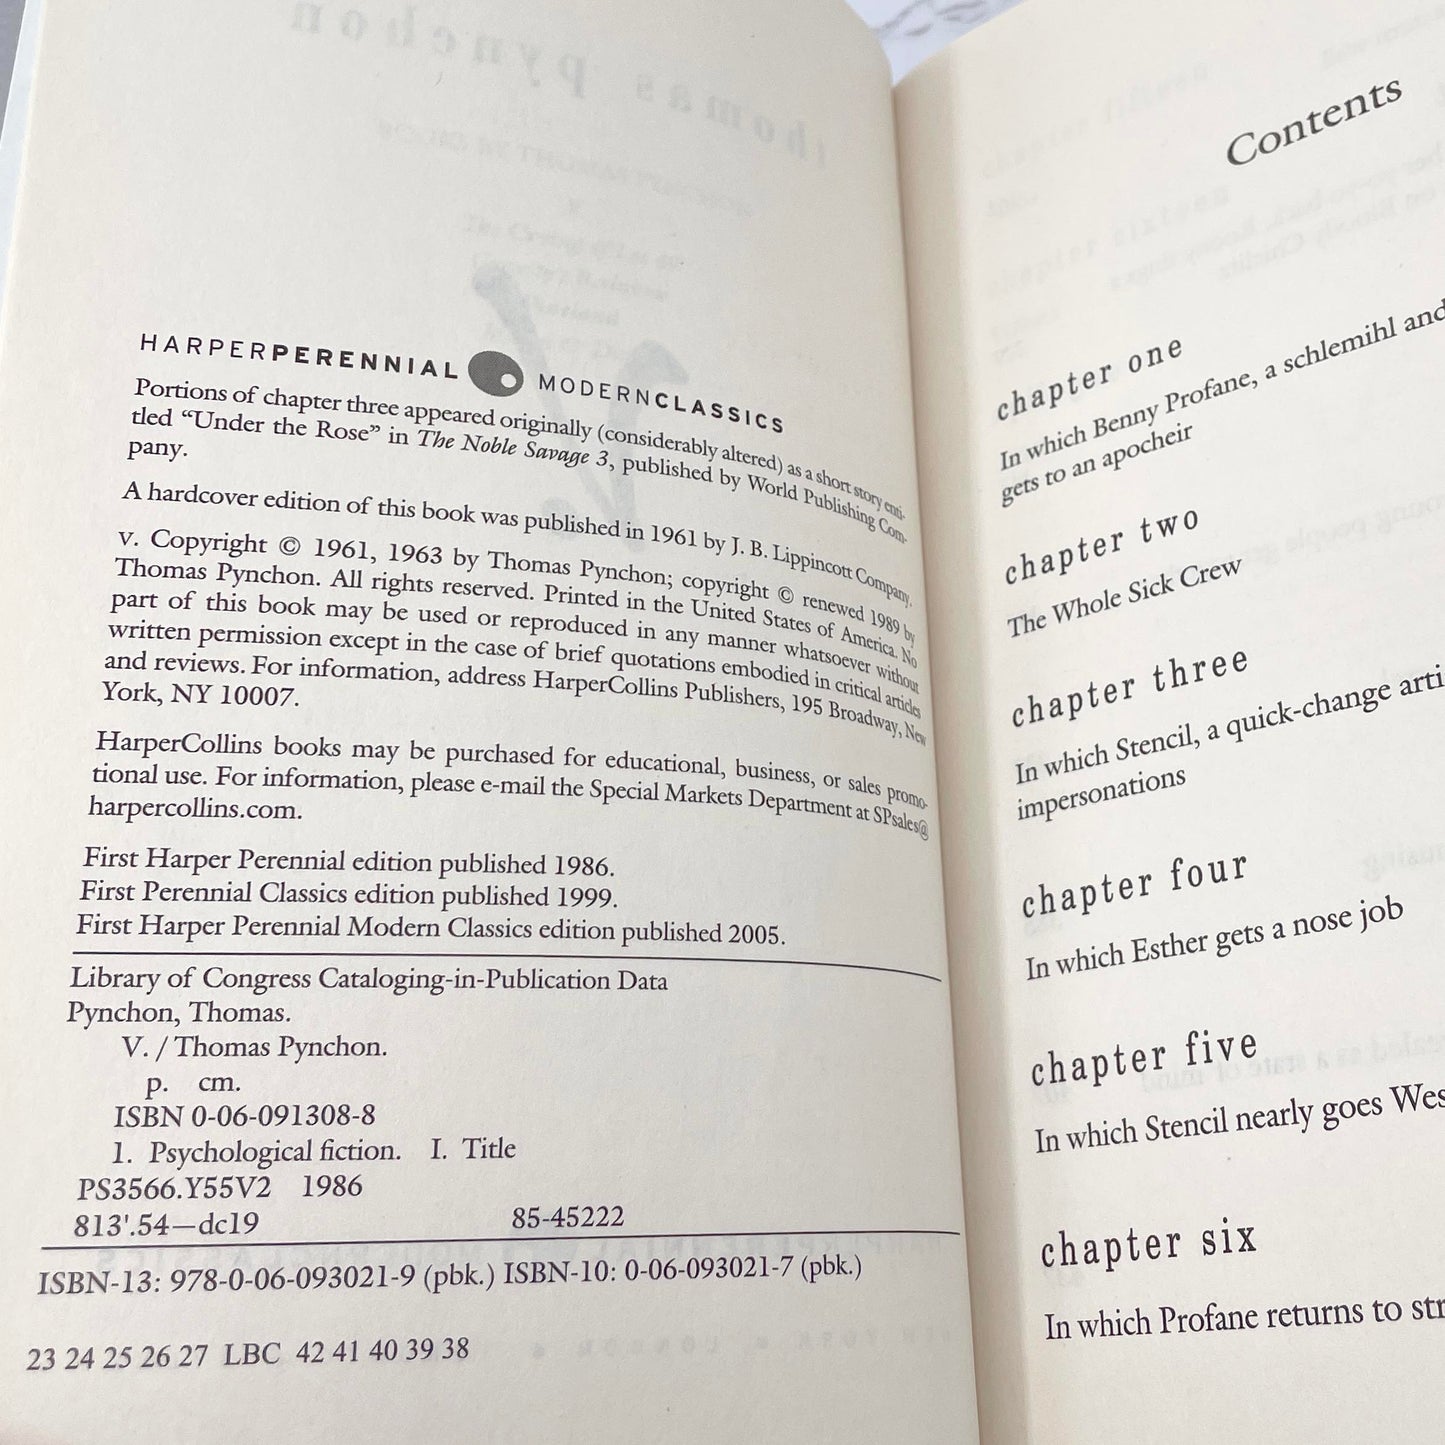 HARPERPERENNIAL MODERNCLASSICS
Portions of chapter three appeared originally (considerably altered) as a short story enti-
tled “Under the Rose” in The Noble Savage 3, published by World Publishing Com-
pany.
A hardcover edition of this book was published in 1961 by J. B. Lippincott Company.
V. Copyright © 1961, 1963 by Thomas Pynchon; copyright © renewed 1989 by
Thomas Pynchon. All rights reserved. Printed in the United States of America. No
part of this book may be used or reproduced in any manner whatsoever without
written permission except in the case of brief quotations embodied in critical articles
and reviews. For information, address HarperCollins Publishers, 195 Broadway, New
York, NY 10007.
HarperCollins books may be purchased for educational, business, or sales promo-
tional use. For information, please e-mail the Special Markets Department at SPsales@
harpercollins.com.
First Harper Perennial edition published 1986.
First Perennial Classics edition published 1999.
First Harper Perennial Modern Classics edition published 2005.
Library of Congress Cataloging-in-Publication Data
Pynchon, Thomas.
V. / Thomas Pynchon.
p. cm.
ISBN 0-06-091308-8
1. Psychological fiction. I. Title
PS3566.Y55V2 1986
813'.54—dc19 85-45222
ISBN-13: 978-0-06-093021-9 (pbk.) ISBN-10: 0-06-093021-7 (pbk.)
23 24 25 26 27 LBC 42 41 40 39 38
Contents
chapter one
In which Benny Profane, a schlemihl and
gets to an apocheir
chapter two
The Whole Sick Crew
chapter three
In which Stencil, a quick-change arti
impersonations
chapter four
In which Esther gets a nose job
chapter five
In which Stencil nearly goes Wes
chapter six
In which Profane returns to str